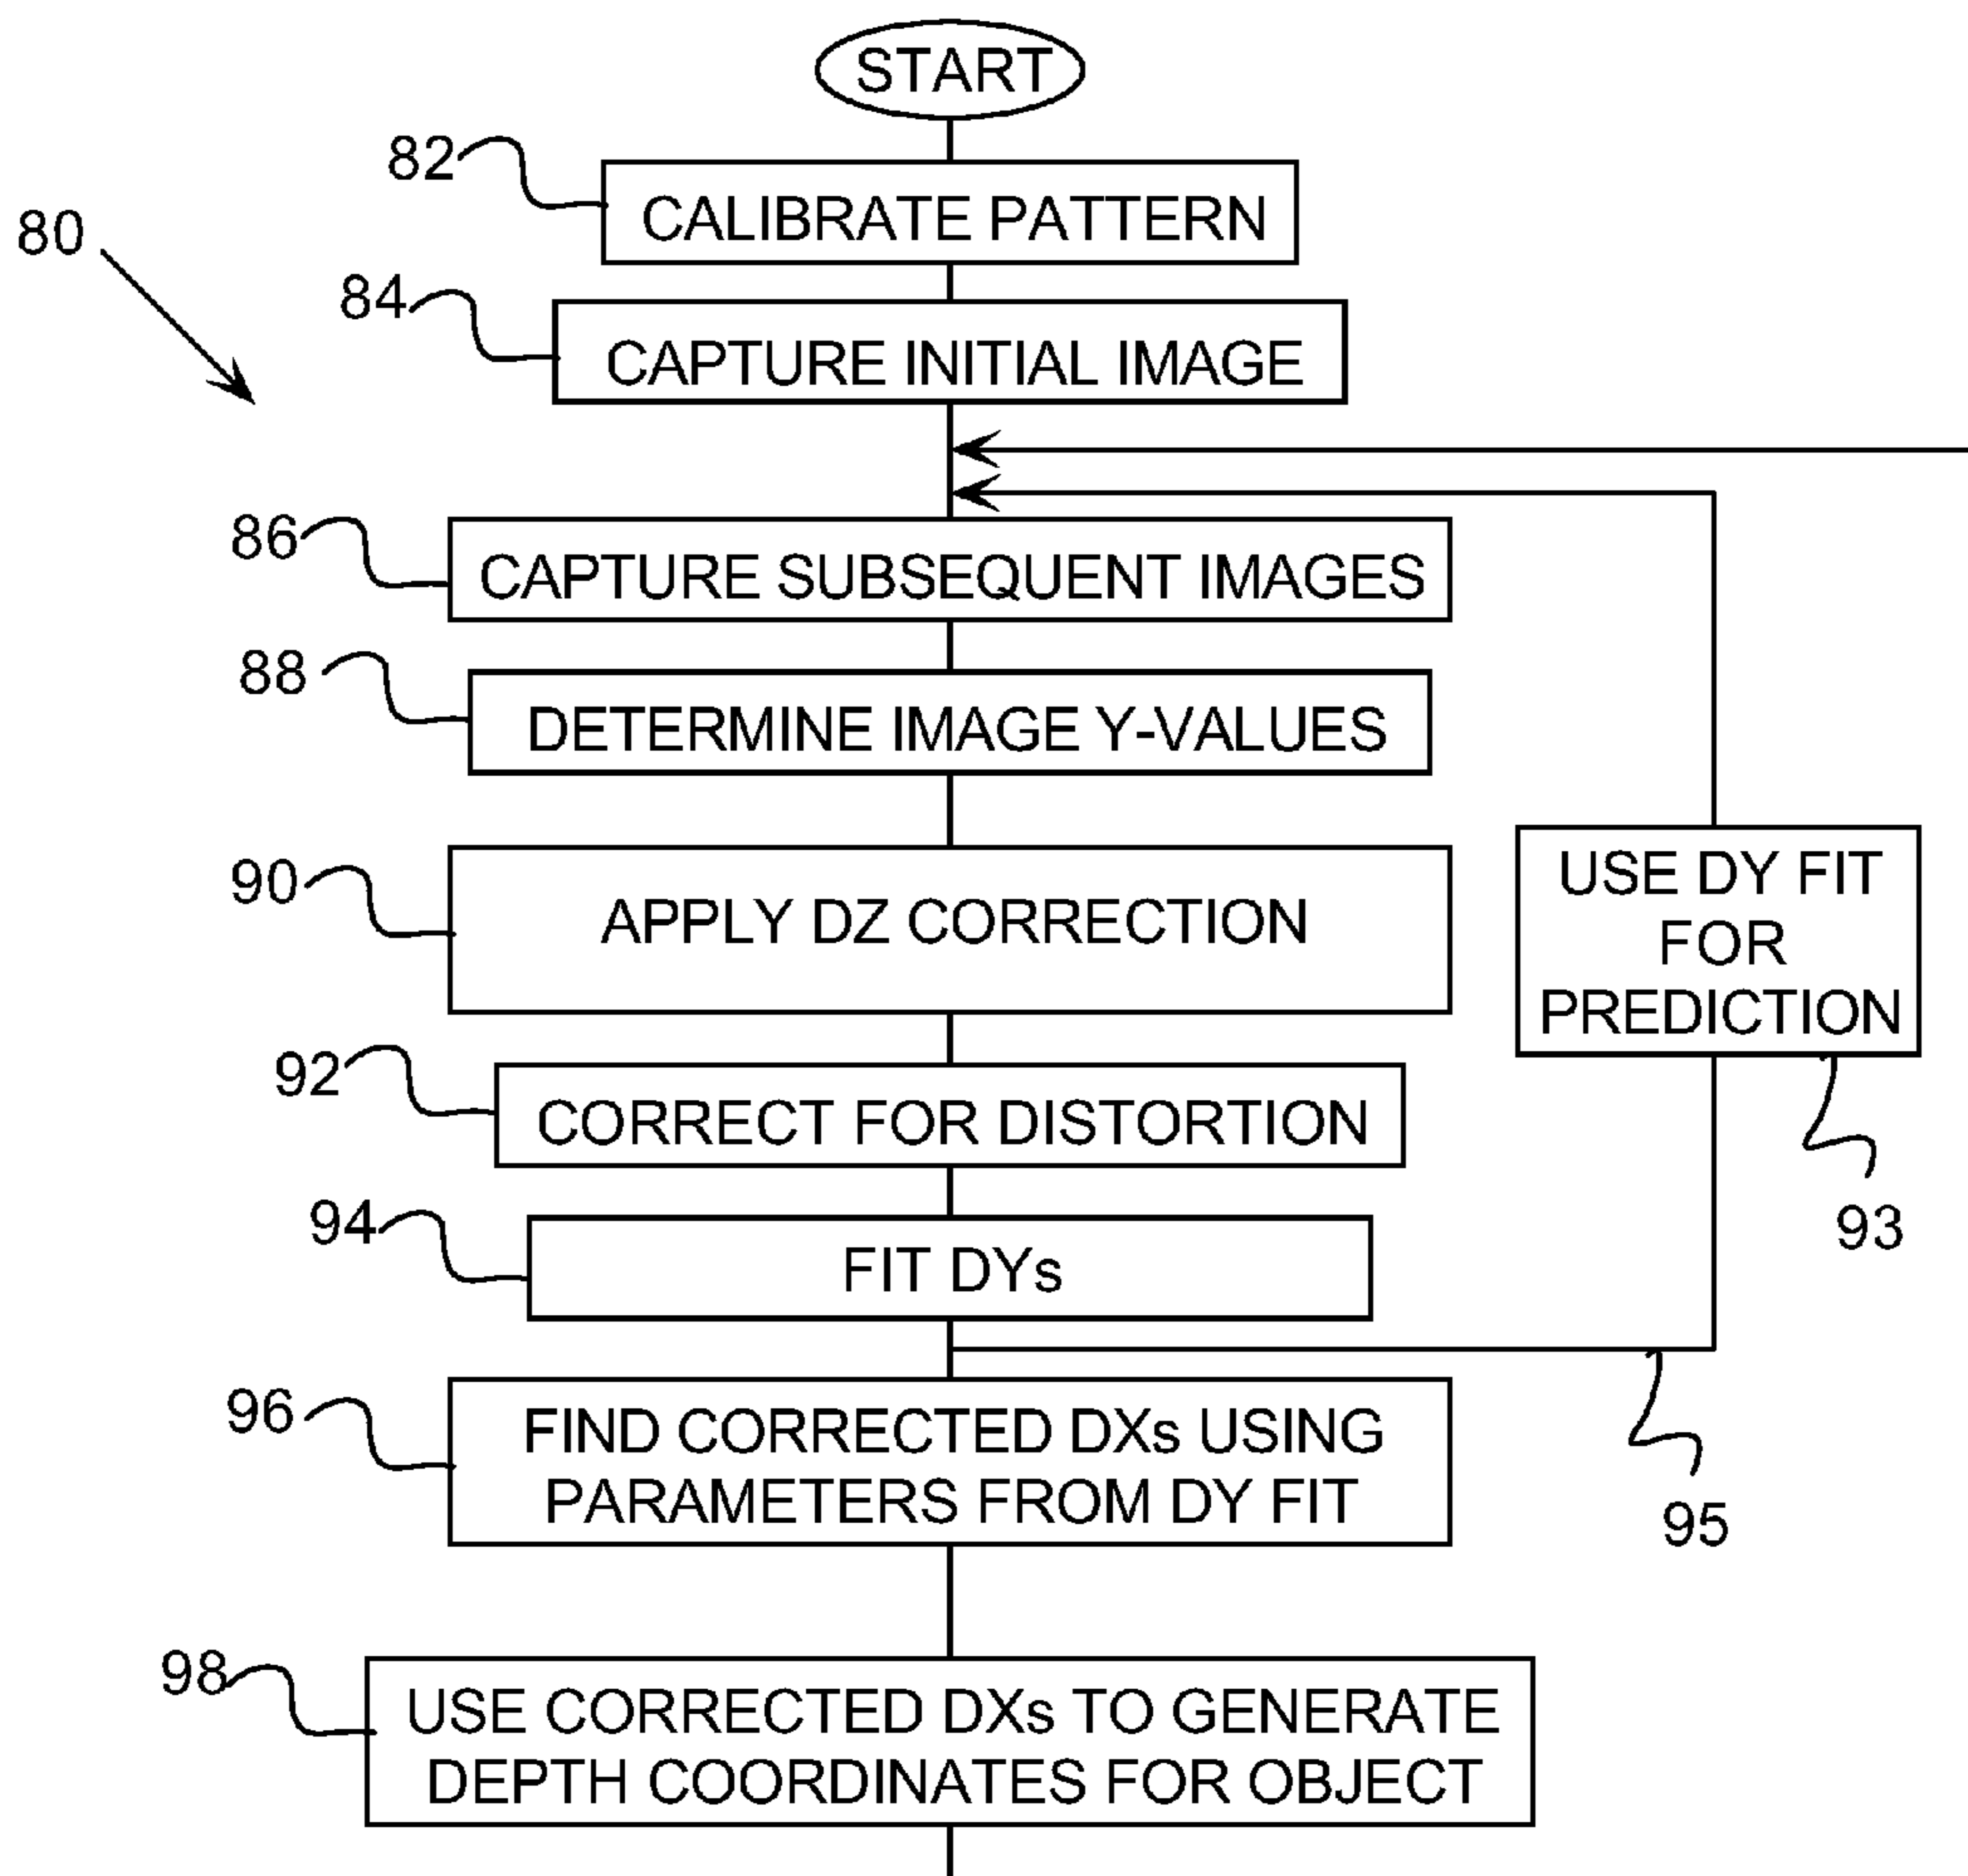 START
82
CALIBRATE PATTERN
80
84
CAPTURE INITIAL IMAGE
86
CAPTURE SUBSEQUENT IMAGES
88
DETERMINE IMAGE Y-VALUES
90
APPLY DZ CORRECTION
USE DY FIT
FOR
PREDICTION
92
CORRECT FOR DISTORTION
93
94
FIT DYs
96
FIND CORRECTED DXs USING
PARAMETERS FROM DY FIT
95
98
USE CORRECTED DXs TO GENERATE
DEPTH COORDINATES FOR OBJECT